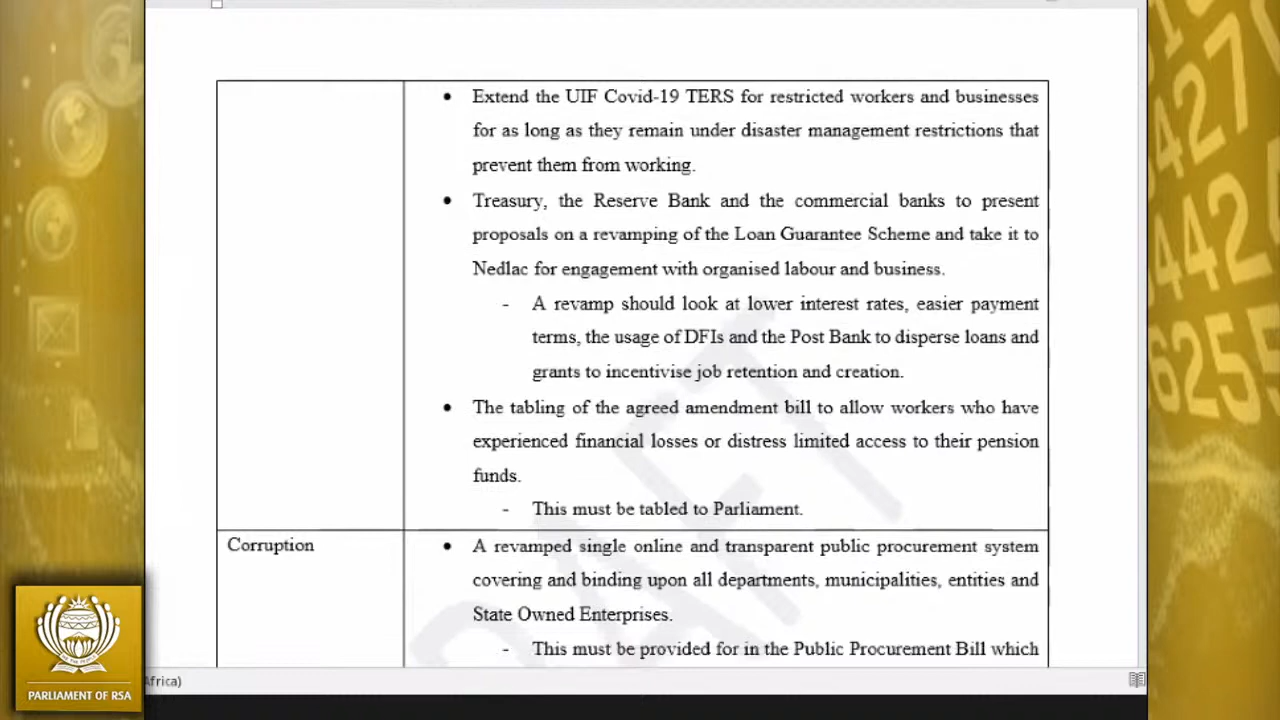 • Extend the UIF Covid-19 TERS for restricted workers and businesses
for as long as they remain under disaster management restrictions that
prevent them from working.
• Treasury, the Reserve Bank and the commercial banks to present
proposals on a revamping of the Loan Guarantee Scheme and take it to
Nedlac for engagement with organised labour and business.
- A revamp should look at lower interest rates, easier payment
terms, the usage of DFIs and the Post Bank to disperse loans and
grants to incentivise job retention and creation.
• The tabling of the agreed amendment bill to allow workers who have
experienced financial losses or distress limited access to their pension
funds.
- This must be tabled to Parliament.
Corruption
• A revamped single online and transparent public procurement system
covering and binding upon all departments, municipalities, entities and
State Owned Enterprises.
- This must be provided for in the Public Procurement Bill which
DRAFT
Africa)
PARLIAMENT OF RSA
427
442
6255